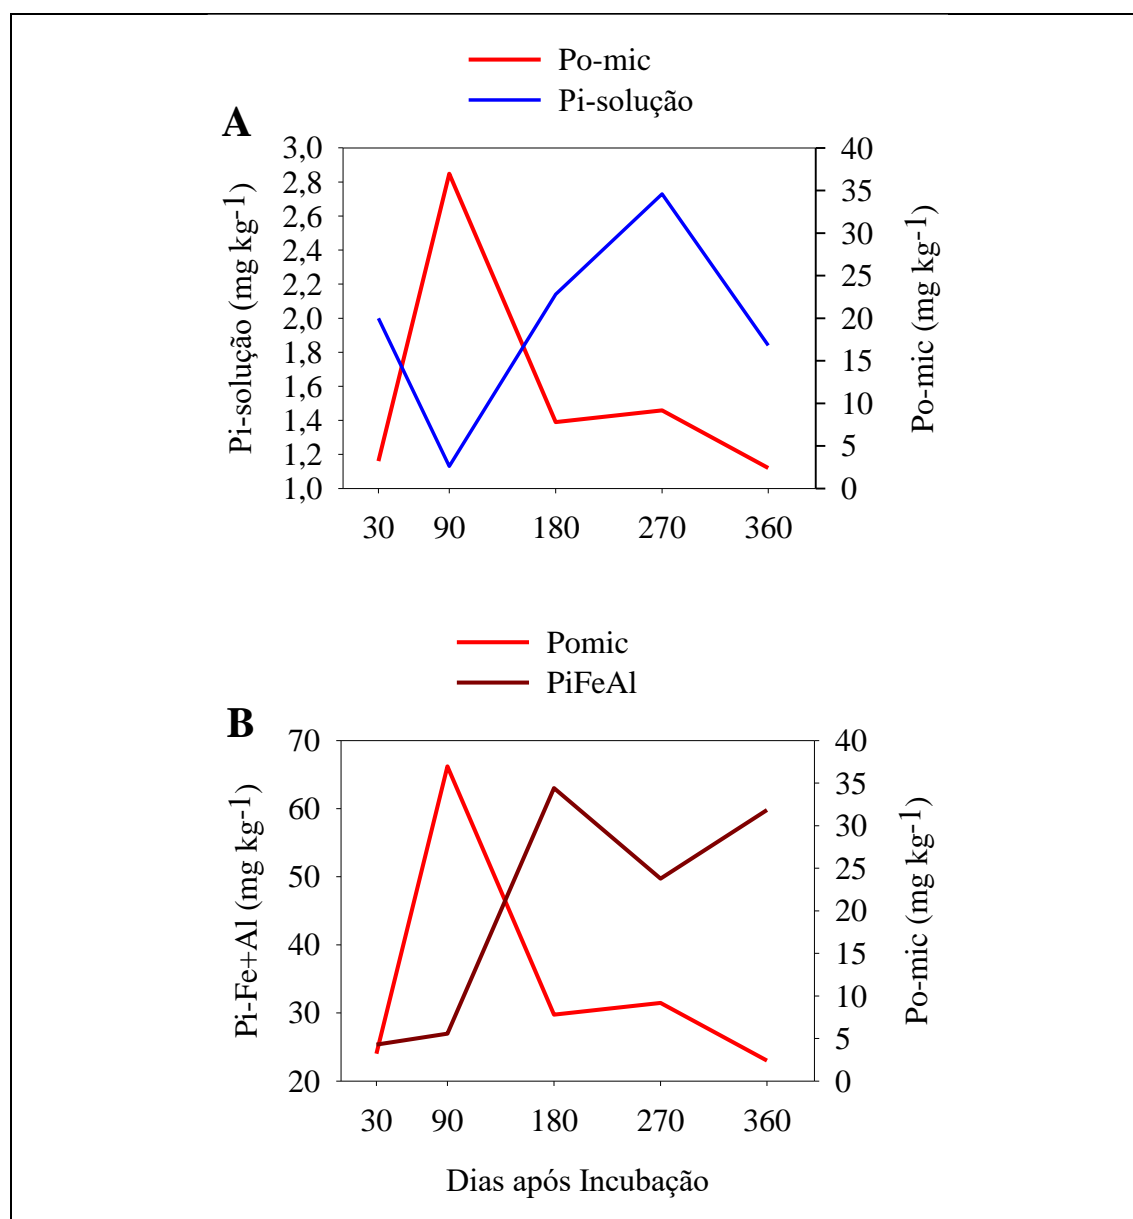 Po-mic
Pi-solução
A
Pi-solução (mg kg-1)
3,0
2,8
2,6
2,4
2,2
2,0
1,8
1,6
1,4
1,2
1,0
40
35
30
25
20
15
10
5
0
Po-mic (mg kg-1)
30 90 180 270 360
Pomic
PiFeAl
B
Pi-Fe+Al (mg kg-1)
70
60
50
40
30
20
40
35
30
25
20
15
10
5
0
Po-mic (mg kg-1)
30 90 180 270 360
Dias após Incubação